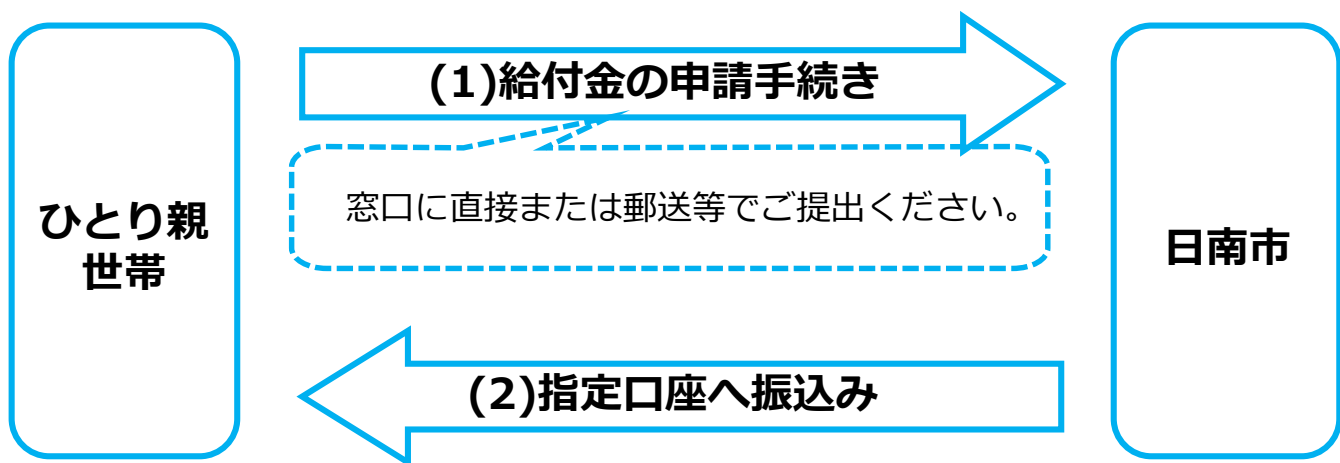 (1)給付金の申請手続き
窓口に直接または郵送等でご提出ください。
ひとり親
世帯
日南市
(2)指定口座へ振込み